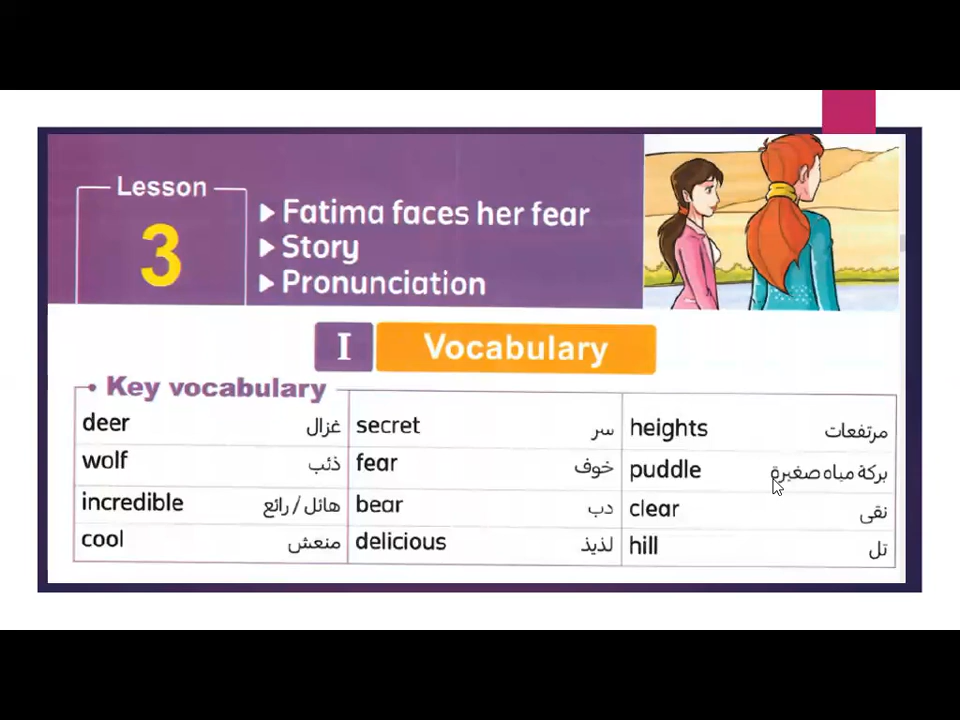 Lesson
3
Fatima faces her fear
Story
Pronunciation
I Vocabulary
Key vocabulary
deer غزال secret سر heights مرتفعات
wolf ذئب fear خوف puddle بركة مياه صغيرة
incredible هائل / رائع bear دب clear نقى
cool منعش delicious لذيذ hill تل